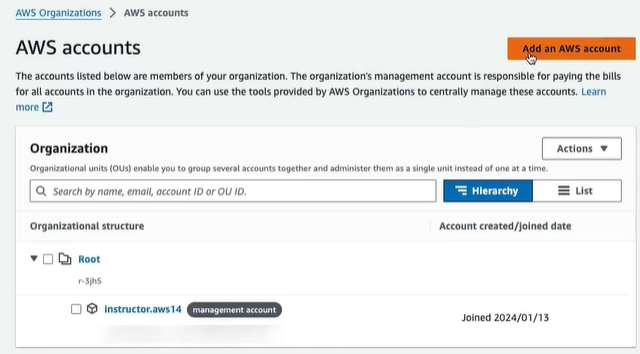 AWS Organizations > AWS accounts
AWS accounts
Add an AWS account
The accounts listed below are members of your organization. The organization's management account is responsible for paying the bills
for all accounts in the organization. You can use the tools provided by AWS Organizations to centrally manage these accounts. Learn
more
Organization
Actions
Organizational units (OUs) enable you to group several accounts together and administer them as a single unit instead of one at a time.
Search by name, email, account ID or OU ID.
Hierarchy
List
Organizational structure
Account created/joined date
Root
r-3jh5
instructor.aws14
management account
Joined 2024/01/13